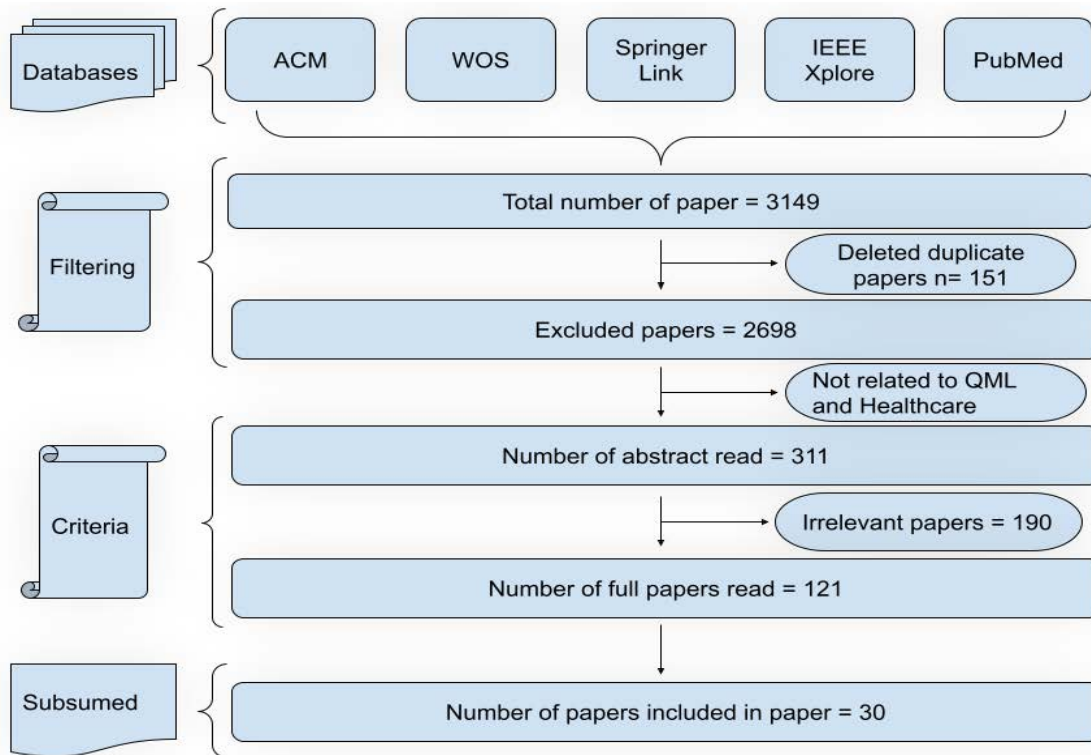 Databases
ACM
WOS
Springer
Link
IEEE
Xplore
PubMed
Filtering
Total number of paper = 3149
Deleted duplicate
papers n= 151
Excluded papers = 2698
Not related to QML
and Healthcare
Criteria
Number of abstract read = 311
Irrelevant papers = 190
Number of full papers read = 121
Subsumed
Number of papers included in paper = 30